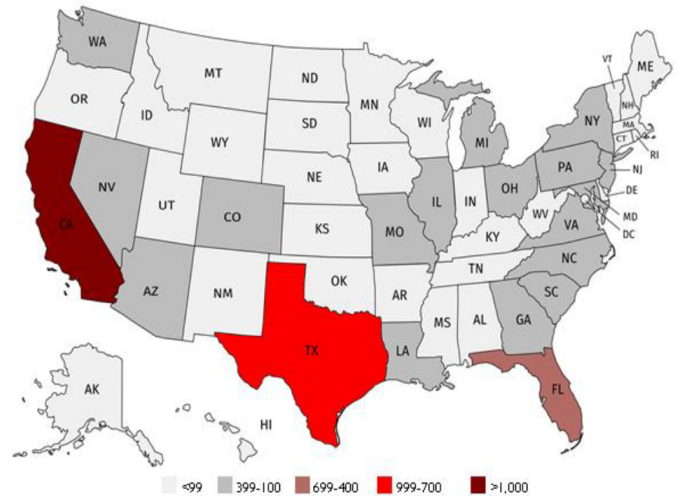 WA
VT
ME
MT
ND
MN
OR
NH
ID
SD
WI
NY
MA
CT
WY
MI
RI
IA
PA
NJ
NE
OH
NV
IL
IN
DE
UT
CO
WV
MD
CA
KS
MO
VA
DC
KY
NC
TN
AZ
NM
OK
AR
SC
MS
AL
GA
TX
LA
AK
FL
HI
<99 399-100 699-400 999-700 >1,000